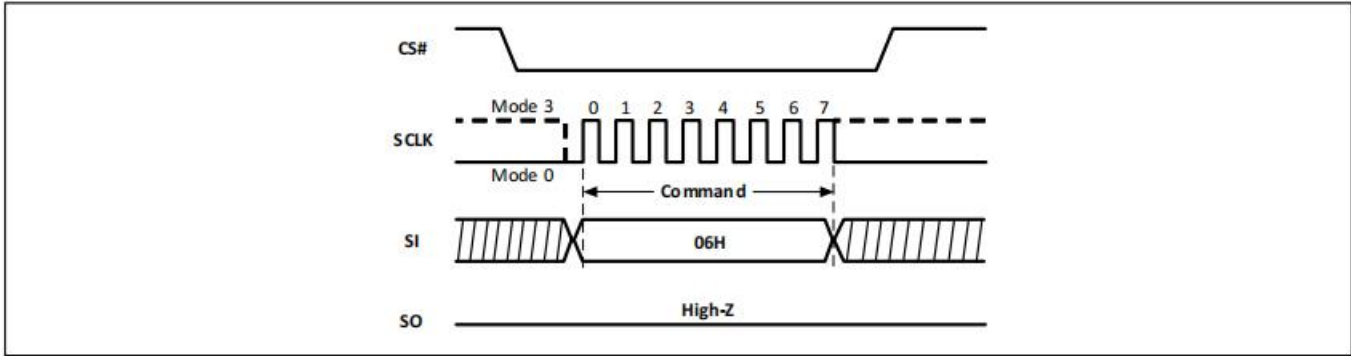 CS#
Mode 3 0 1 2 3 4 5 6 7
SCLK
Mode 0
Command
SI 06H
High-Z
SO